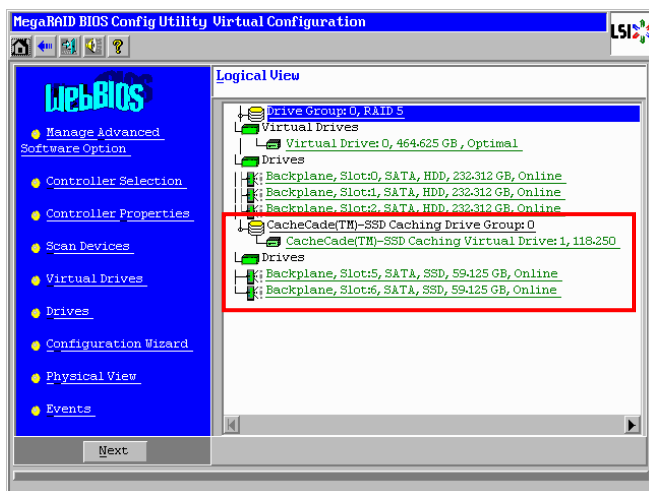 MegaRAID BIOS Config Utility Virtual Configuration
LSI
?
WebBIOS
Logical View
Manage Advanced
Software Option
Controller Selection
Controller Properties
Scan Devices
Virtual Drives
Drives
Configuration Wizard
Physical View
Events
Drive Group: 0, RAID 5
Virtual Drives
Virtual Drive: 0, 464.625 GB, Optimal
Drives
Backplane, Slot:0, SATA, HDD, 232.312 GB, Online
Backplane, Slot:1, SATA, HDD, 232.312 GB, Online
Backplane, Slot:2, SATA, HDD, 232.312 GB, Online
CacheCade(TM)-SSD Caching Drive Group: 0
CacheCade(TM)-SSD Caching Virtual Drive: 1, 118.250
Drives
Backplane, Slot:5, SATA, SSD, 59.125 GB, Online
Backplane, Slot:6, SATA, SSD, 59.125 GB, Online
Next